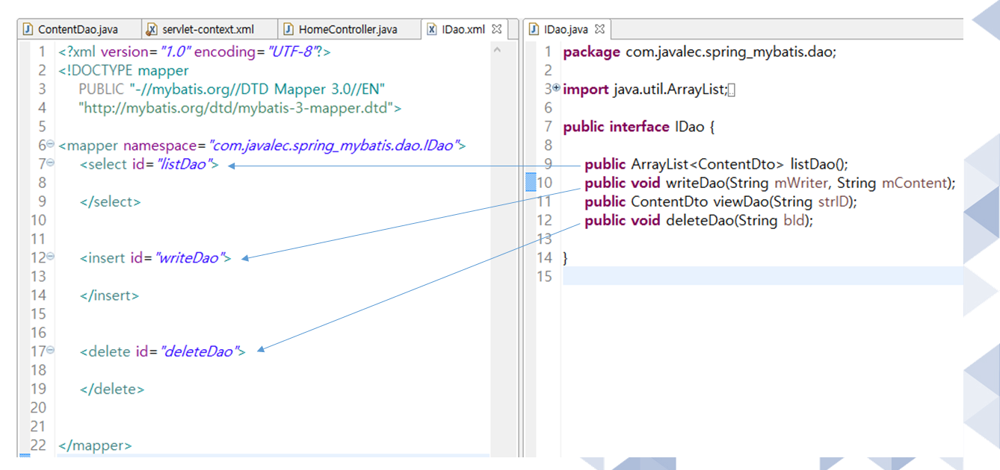 ContentDao.java servlet-context.xml HomeController.java IDao.xml
1 <?xml version="1.0" encoding="UTF-8"?>
2 <!DOCTYPE mapper
3 PUBLIC "-//mybatis.org//DTD Mapper 3.0//EN"
4 "http://mybatis.org/dtd/mybatis-3-mapper.dtd">
5
6 <mapper namespace="com.javalec.spring_mybatis.dao.IDao">
7 <select id="listDao">
8
9 </select>
10
11
12 <insert id="writeDao">
13
14 </insert>
15
16
17 <delete id="deleteDao">
18
19 </delete>
20
21
22 </mapper>
IDao.java
1 package com.javalec.spring_mybatis.dao;
2
3 import java.util.ArrayList;
6
7 public interface IDao {
8
9 public ArrayList<ContentDto> listDao();
10 public void writeDao(String mWriter, String mContent);
11 public ContentDto viewDao(String strID);
12 public void deleteDao(String bId);
13
14 }
15